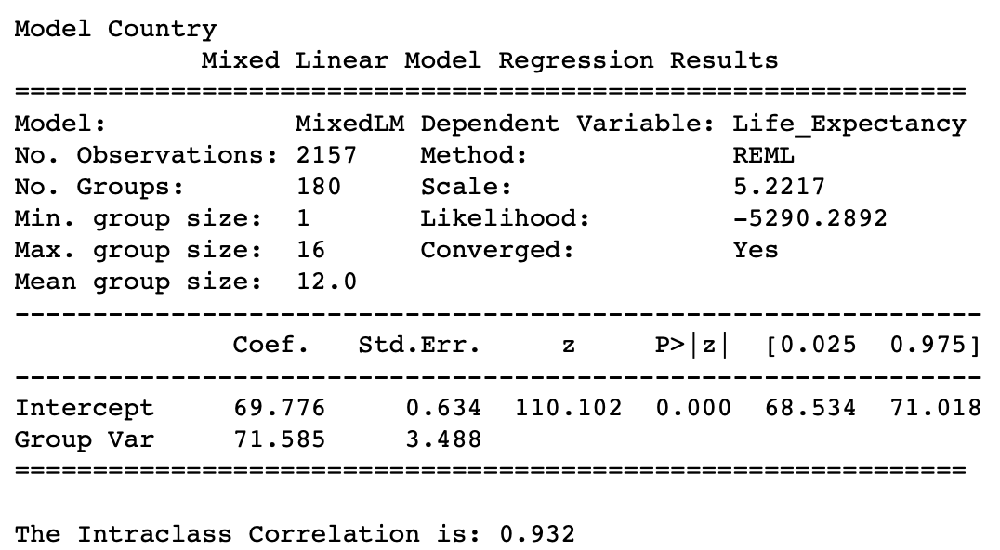 Model Country
Mixed Linear Model Regression Results
=============================================================
Model: MixedLM Dependent Variable: Life_Expectancy
No. Observations: 2157 Method: REML
No. Groups: 180 Scale: 5.2217
Min. group size: 1 Likelihood: -5290.2892
Max. group size: 16 Converged: Yes
Mean group size: 12.0
--------------------------------------------------------------
Coef. Std.Err. z P>|z| [0.025 0.975]
--------------------------------------------------------------
Intercept 69.776 0.634 110.102 0.000 68.534 71.018
Group Var 71.585 3.488
=============================================================
The Intraclass Correlation is: 0.932